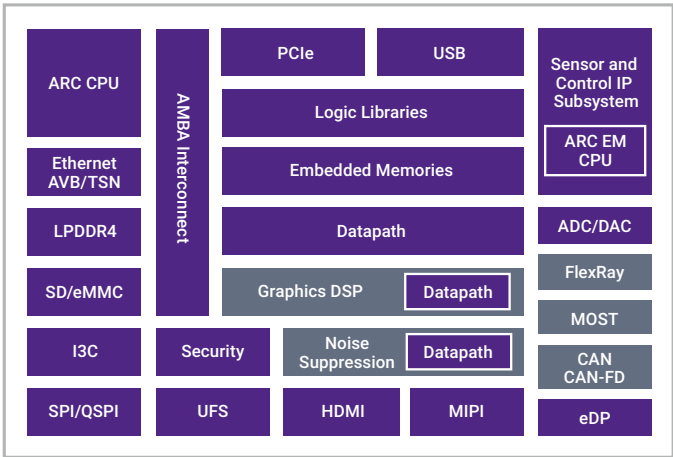 ARC CPU
AMBA Interconnect
PCIe
USB
Sensor and
Control IP
Subsystem
ARC EM
CPU
Logic Libraries
Ethernet
AVB/TSN
Embedded Memories
LPDDR4
Datapath
ADC/DAC
SD/eMMC
Graphics DSP
Datapath
FlexRay
MOST
I3C
Security
Noise
Suppression
Datapath
CAN
CAN-FD
SPI/QSPI
UFS
HDMI
MIPI
eDP